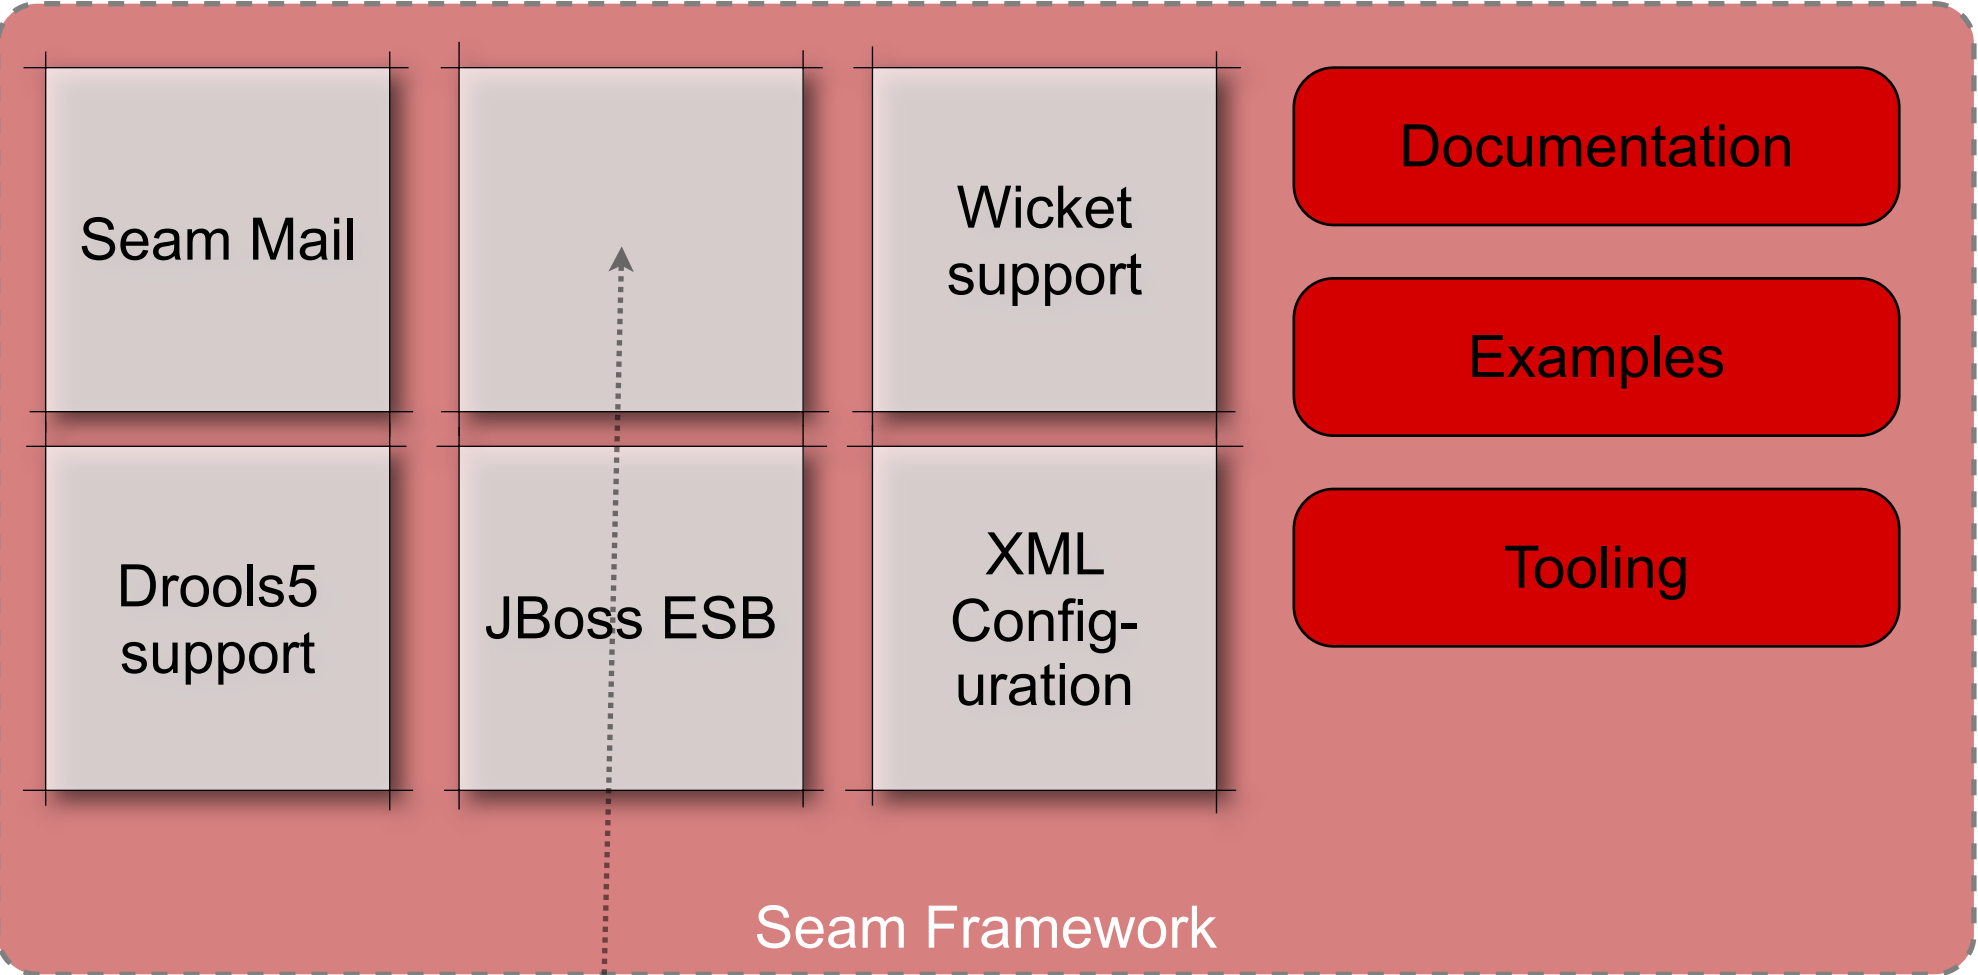 Seam Mail
Wicket
support
Documentation
Examples
Drools5
support
JBoss ESB
XML
Config-
uration
Tooling
Seam Framework